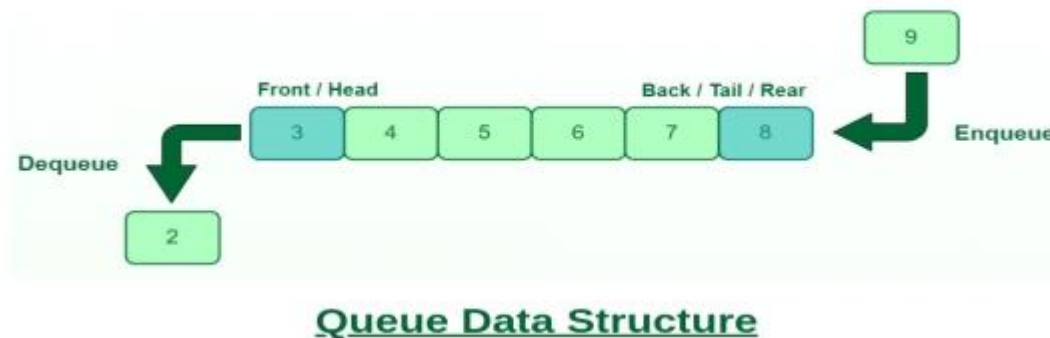 9
Front / Head
Back / Tail / Rear
3 4 5 6 7 8
Enqueue
Dequeue
2
Queue Data Structure